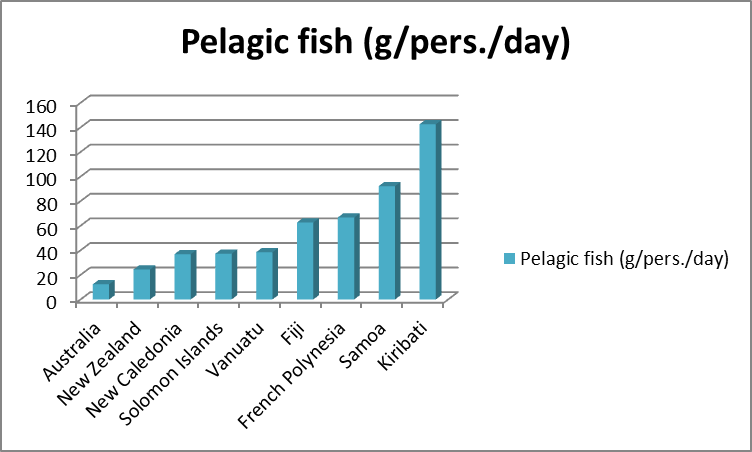 Pelagic fish (g/pers./day)
160
140
120
100
80
60
40
20
0
Australia
New Zealand
New Caledonia
Solomon Islands
Vanuatu
Fiji
French Polynesia
Samoa
Kiribati
Pelagic fish (g/pers./day)